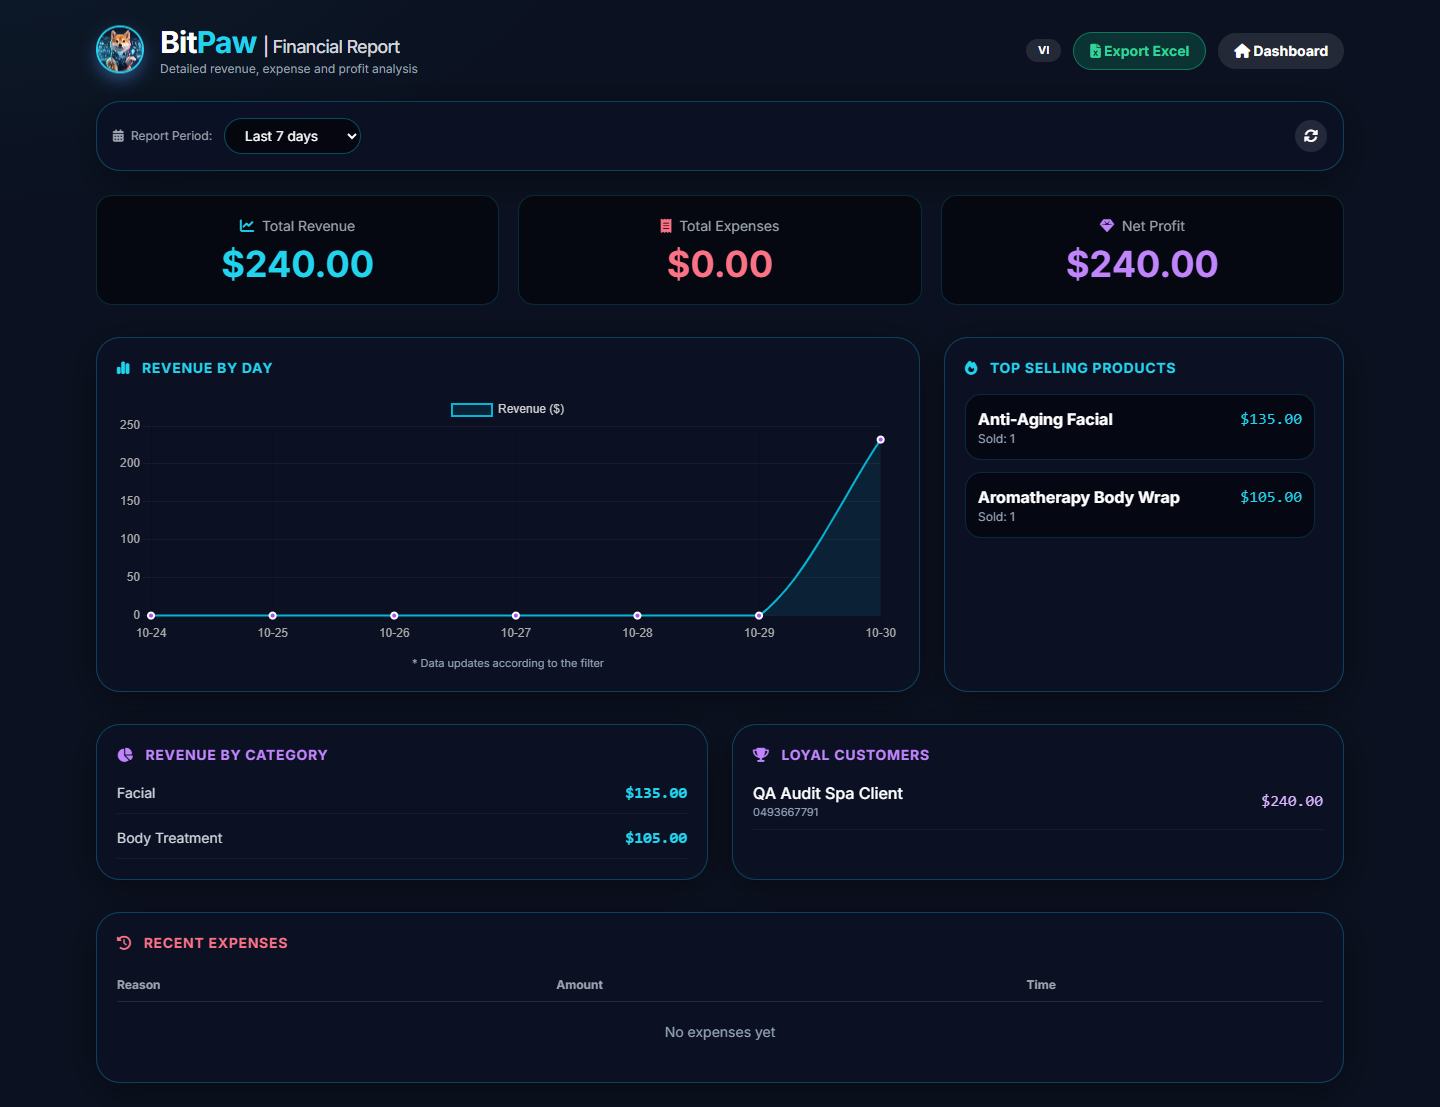 BitPaw | Financial Report
Detailed revenue, expense and profit analysis
VI
Export Excel
Dashboard
Report Period:
Last 7 days
Total Revenue
$240.00
Total Expenses
$0.00
Net Profit
$240.00
REVENUE BY DAY
Revenue ($)
250
200
150
100
50
0
10-24
10-25
10-26
10-27
10-28
10-29
10-30
* Data updates according to the filter
TOP SELLING PRODUCTS
Anti-Aging Facial
$135.00
Sold: 1
Aromatherapy Body Wrap
$105.00
Sold: 1
REVENUE BY CATEGORY
Facial
$135.00
Body Treatment
$105.00
LOYAL CUSTOMERS
QA Audit Spa Client
0493667791
$240.00
RECENT EXPENSES
Reason
Amount
Time
No expenses yet